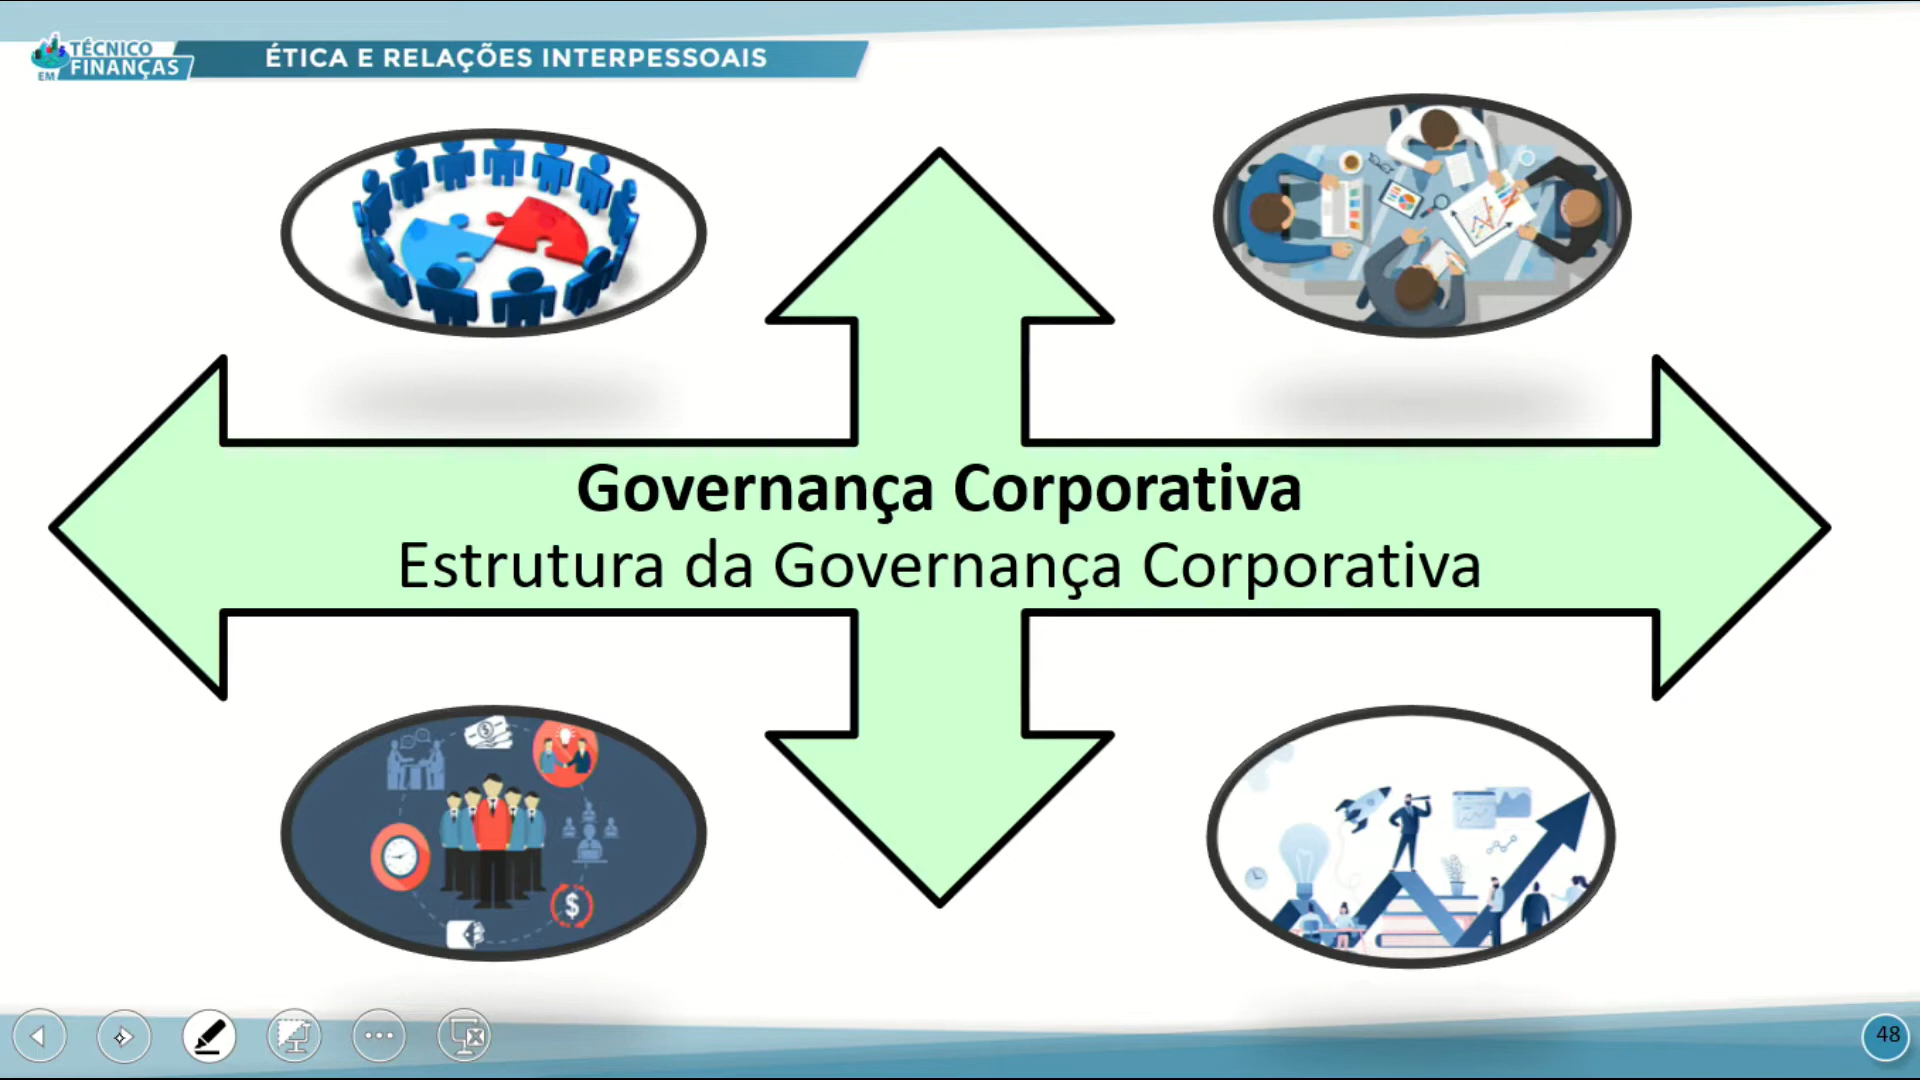 TÉCNICO
EM FINANÇAS
ÉTICA E RELAÇÕES INTERPESSOAIS
Governança Corporativa
Estrutura da Governança Corporativa
$
$
48